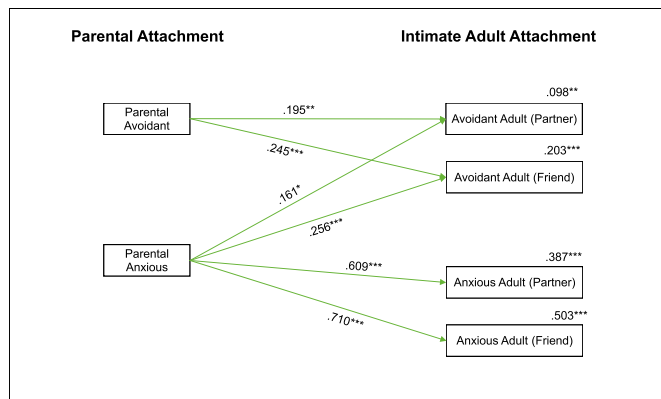 Parental Attachment
Intimate Adult Attachment
.098**
Parental
Avoidant
.195**
Avoidant Adult (Partner)
.245***
.203***
Avoidant Adult (Friend)
.161*
.256***
Parental
Anxious
.609***
.387***
Anxious Adult (Partner)
.710***
.503***
Anxious Adult (Friend)